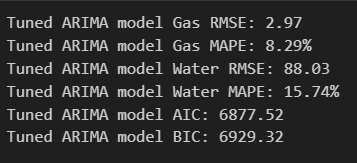 Tuned ARIMA model Gas RMSE: 2.97
Tuned ARIMA model Gas MAPE: 8.29%
Tuned ARIMA model Water RMSE: 88.03
Tuned ARIMA model Water MAPE: 15.74%
Tuned ARIMA model AIC: 6877.52
Tuned ARIMA model BIC: 6929.32